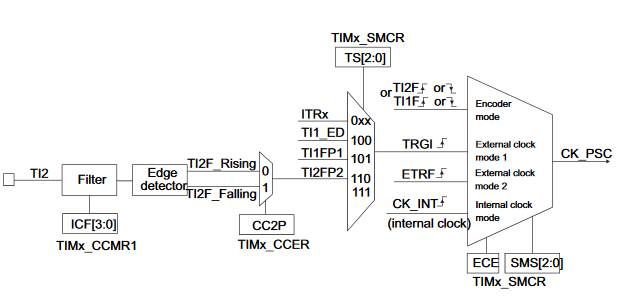 TIMx_SMCR
TS[2:0]
or TI2F or
TI1F or
Encoder
mode
ITRx
0xx
TI1_ED
100
TRGI
External clock
mode 1
CK_PSC
TI1FP1
101
TI2F_Rising
0
TI2
Filter
Edge
detector
TI2FP2
110
111
ETRF
External clock
mode 2
1
TI2F_Falling
CK_INT
(internal clock)
Internal clock
mode
ICF[3:0]
TIMx_CCMR1
CC2P
TIMx_CCER
ECE
SMS[2:0]
TIMx_SMCR